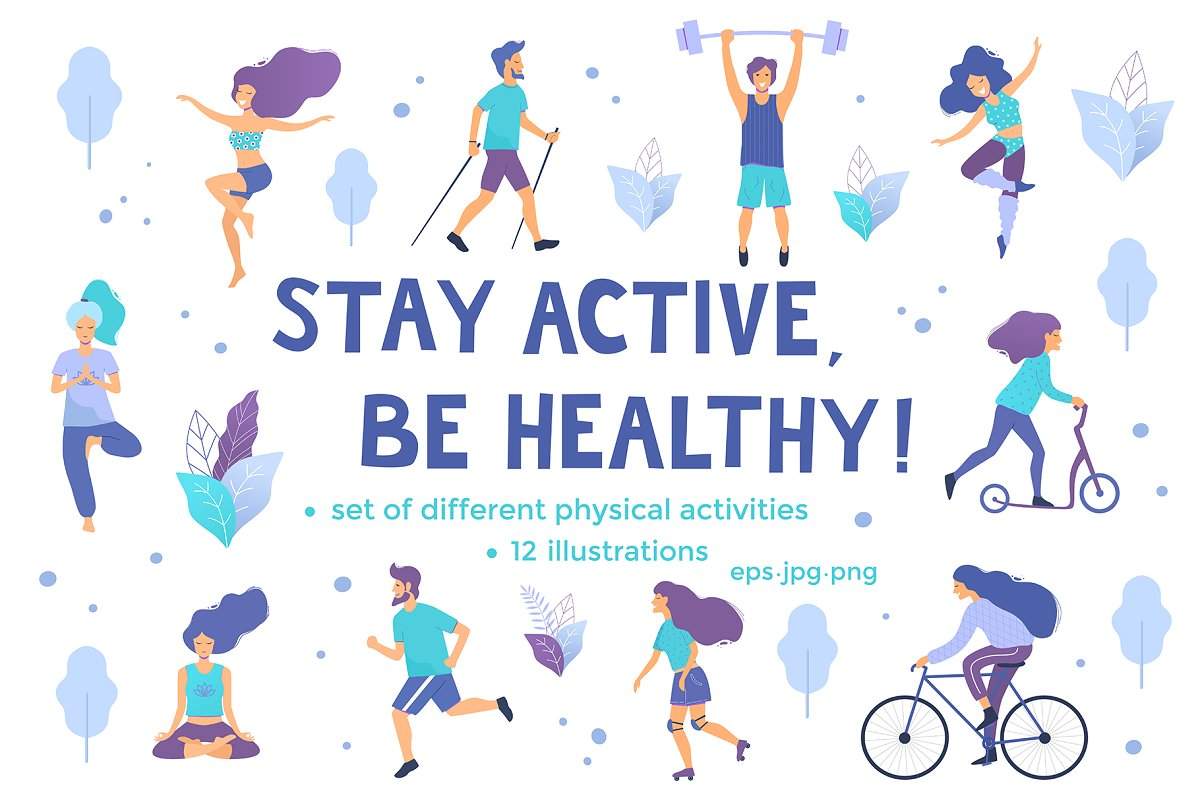 STAY ACTIVE,
BE HEALTHY!
• set of different physical activities
• 12 illustrations
eps·jpg·png